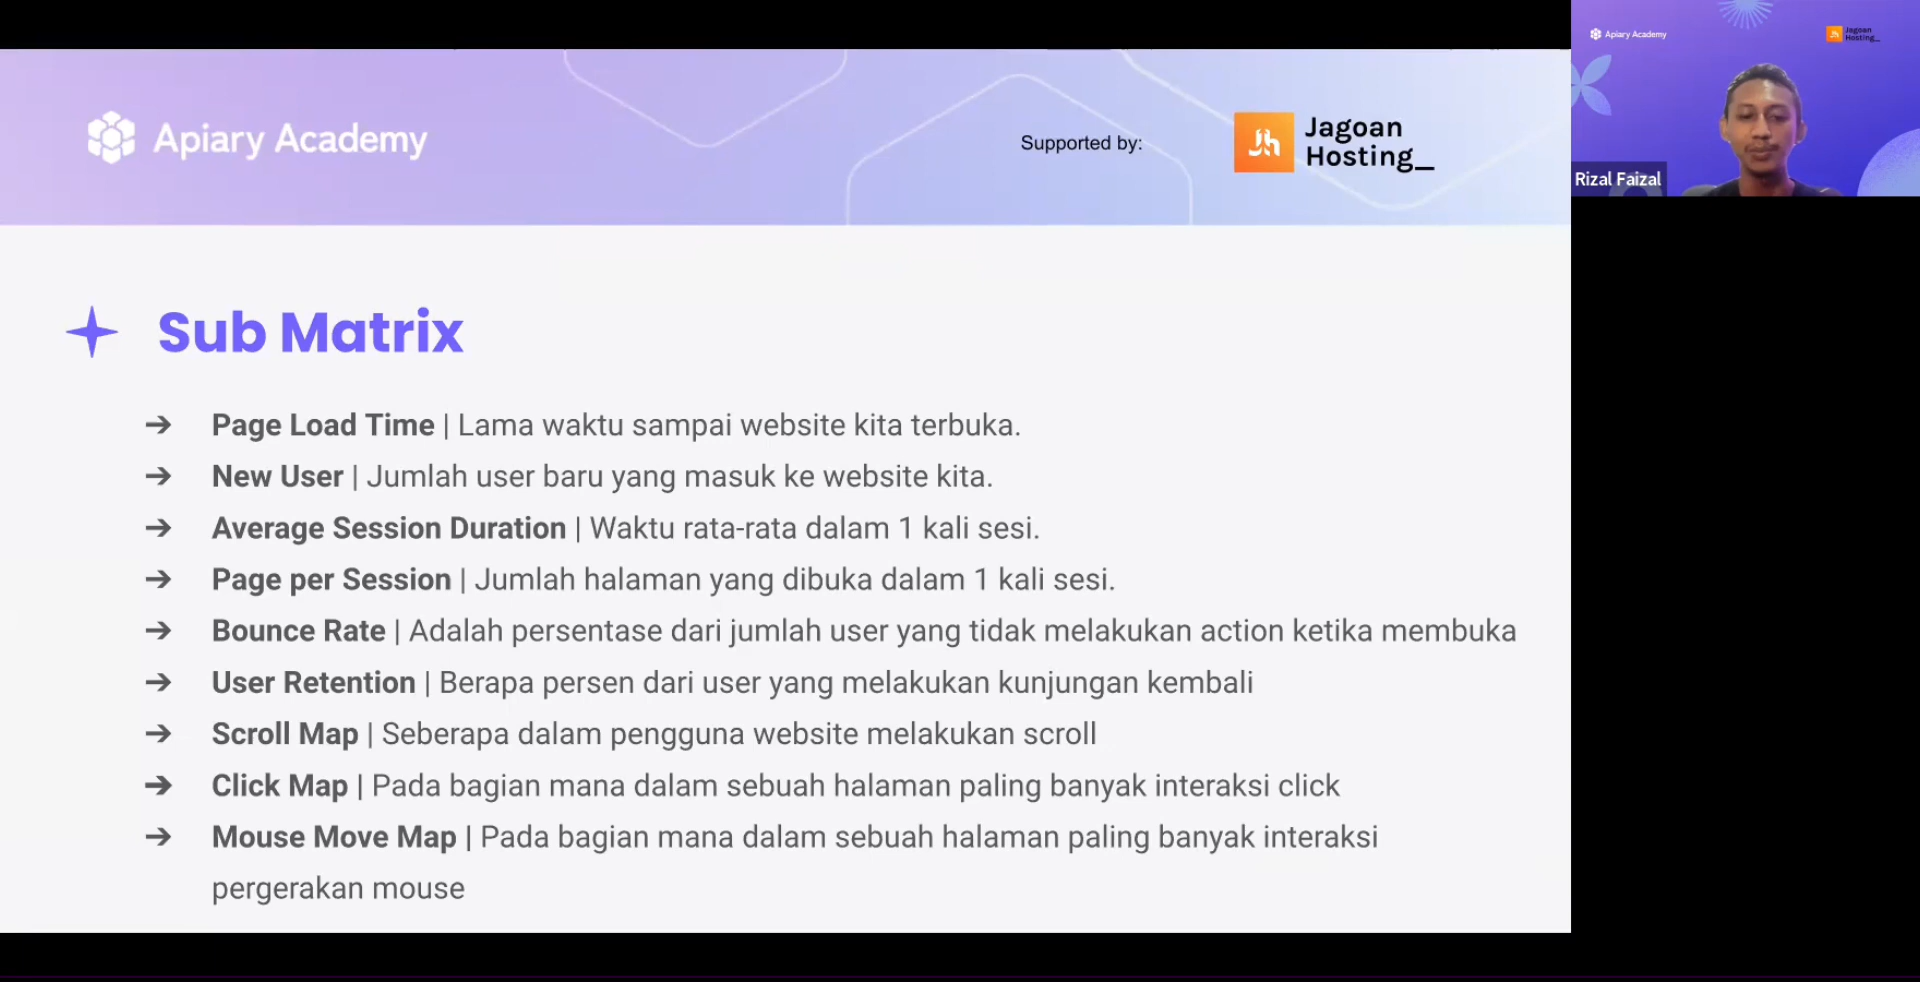 Apiary Academy
Supported by:
Jh
Jagoan
Hosting_
Sub Matrix
➔ Page Load Time | Lama waktu sampai website kita terbuka.
➔ New User | Jumlah user baru yang masuk ke website kita.
➔ Average Session Duration | Waktu rata-rata dalam 1 kali sesi.
➔ Page per Session | Jumlah halaman yang dibuka dalam 1 kali sesi.
➔ Bounce Rate | Adalah persentase dari jumlah user yang tidak melakukan action ketika membuka
➔ User Retention | Berapa persen dari user yang melakukan kunjungan kembali
➔ Scroll Map | Seberapa dalam pengguna website melakukan scroll
➔ Click Map | Pada bagian mana dalam sebuah halaman paling banyak interaksi click
➔ Mouse Move Map | Pada bagian mana dalam sebuah halaman paling banyak interaksi
pergerakan mouse
Apiary Academy
Jh
Jagoan
Hosting_
Rizal Faizal